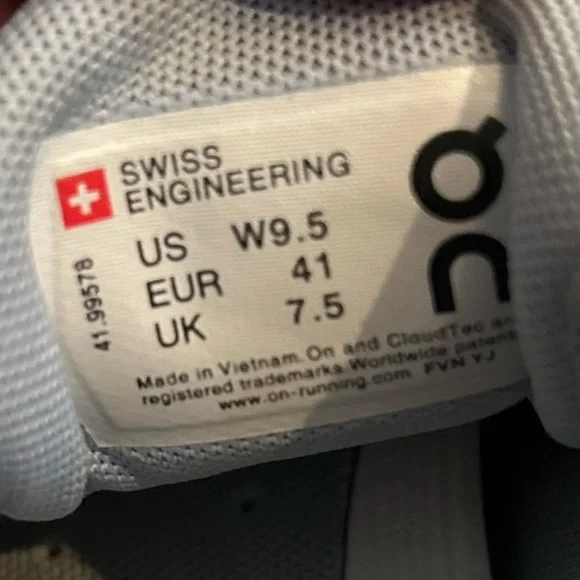 SWISS
ENGINEERING
US W9.5
EUR 41
UK 7.5
41.99578
Made in Vietnam. On and CloudTec
registered trademarks. Worldwide patents
www.on-running.com FVN YJ
On